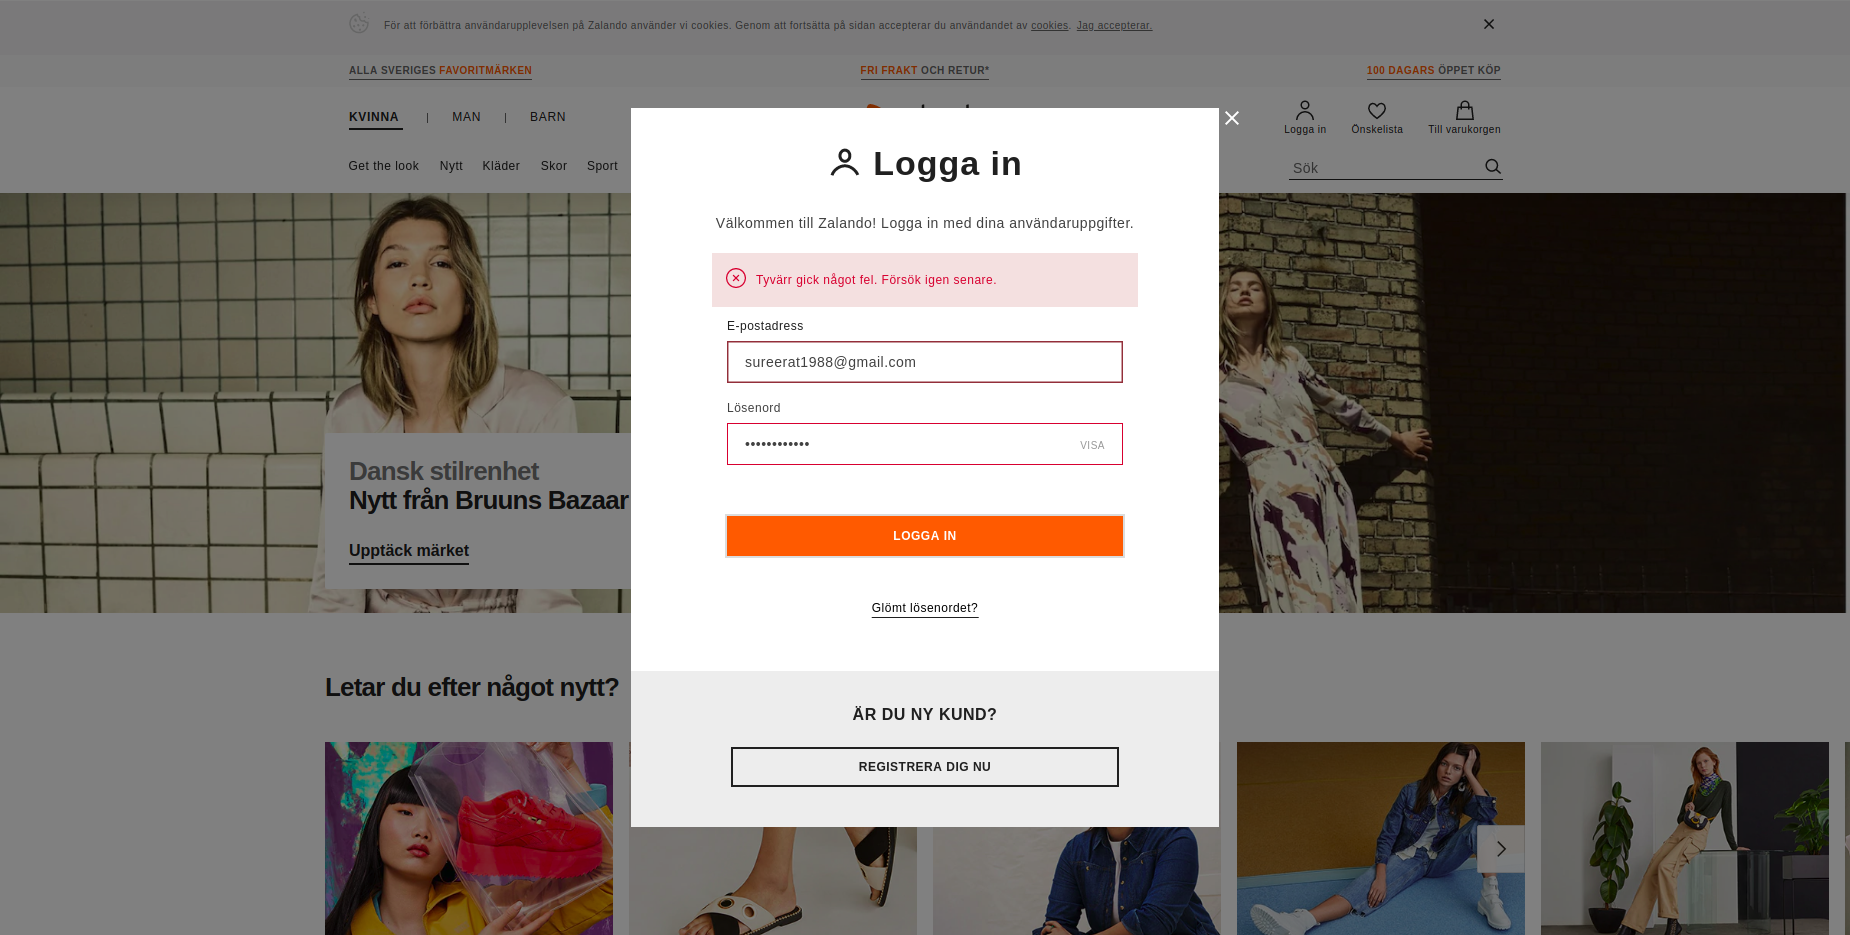 För att förbättra användarupplevelsen på Zalando använder vi cookies. Genom att fortsätta på sidan accepterar du användandet av cookies. Jag accepterar.
ALLA SVERIGES FAVORITMÄRKEN
FRI FRAKT OCH RETUR*
100 DAGARS ÖPPET KÖP
KVINNA | MAN | BARN
Logga in
Önskelista
Till varukorgen
Get the look Nytt Kläder Skor Sport
Sök
Logga in
Välkommen till Zalando! Logga in med dina användaruppgifter.
Tyvärr gick något fel. Försök igen senare.
E-postadress
sureerat1988@gmail.com
Lösenord
••••••••••••
VISA
LOGGA IN
Glömt lösenordet?
ÄR DU NY KUND?
REGISTRERA DIG NU
Dansk stilrenhet
Nytt från Bruuns Bazaar
Upptäck märket
Letar du efter något nytt?